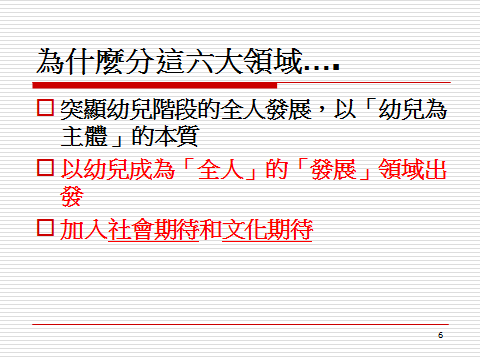 為什麼分這六大領域….
突顯幼兒階段的全人發展，以「幼兒為
主體」的本質
以幼兒成為「全人」的「發展」領域出
發
加入社會期待和文化期待
6